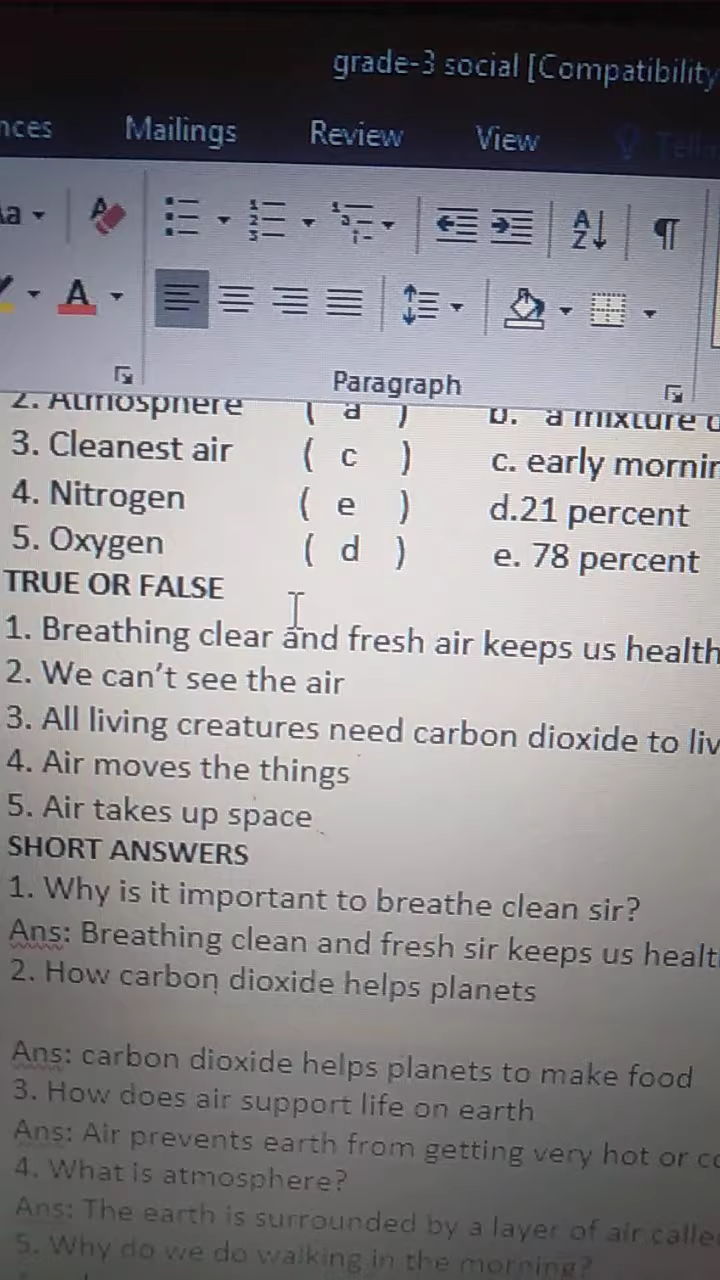 grade-3 social [Compatibility
nces Mailings Review View Tell
Paragraph
2. Atmosphere ( a ) b. a mixture o
3. Cleanest air ( c ) c. early mornin
4. Nitrogen ( e ) d.21 percent
5. Oxygen ( d ) e. 78 percent
TRUE OR FALSE
1. Breathing clear and fresh air keeps us health
2. We can't see the air
3. All living creatures need carbon dioxide to liv
4. Air moves the things
5. Air takes up space
SHORT ANSWERS
1. Why is it important to breathe clean sir?
Ans: Breathing clean and fresh sir keeps us healt
2. How carbon dioxide helps planets
Ans: carbon dioxide helps planets to make food
3. How does air support life on earth
Ans: Air prevents earth from getting very hot or co
4. What is atmosphere?
Ans: The earth is surrounded by a layer of air calle
5. Why do we do walking in the morning?